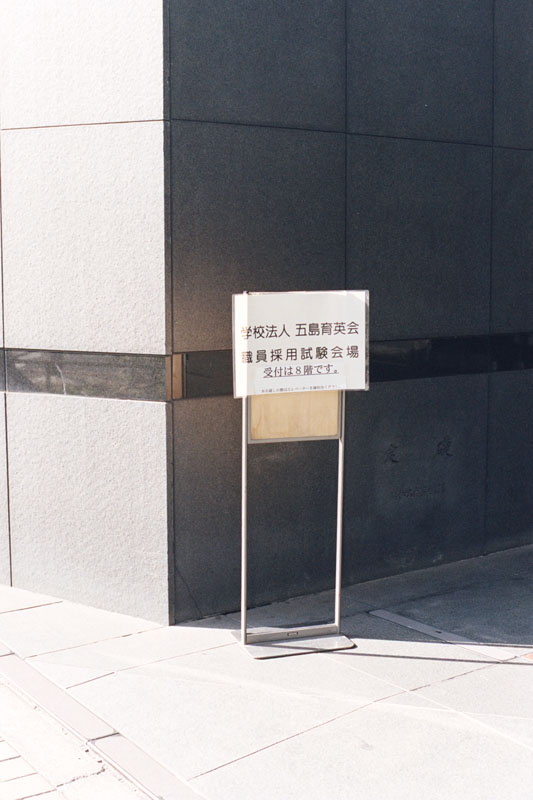 学校法人 五島育英会
職員採用試験会場
受付は8階です。